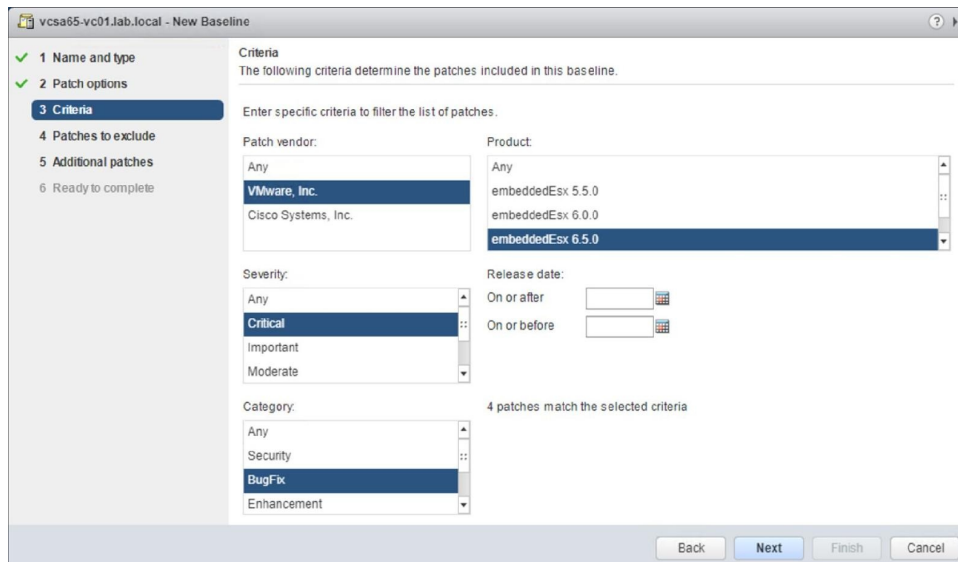 vcsa65-vc01.lab.local - New Baseline
?
1 Name and type
2 Patch options
3 Criteria
4 Patches to exclude
5 Additional patches
6 Ready to complete
Criteria
The following criteria determine the patches included in this baseline.
Enter specific criteria to filter the list of patches.
Patch vendor:
Any
VMware, Inc.
Cisco Systems, Inc.
Product:
Any
embeddedEsx 5.5.0
embeddedEsx 6.0.0
embeddedEsx 6.5.0
Severity:
Any
Critical
Important
Moderate
Release date:
On or after
On or before
Category:
Any
Security
BugFix
Enhancement
4 patches match the selected criteria
Back
Next
Finish
Cancel